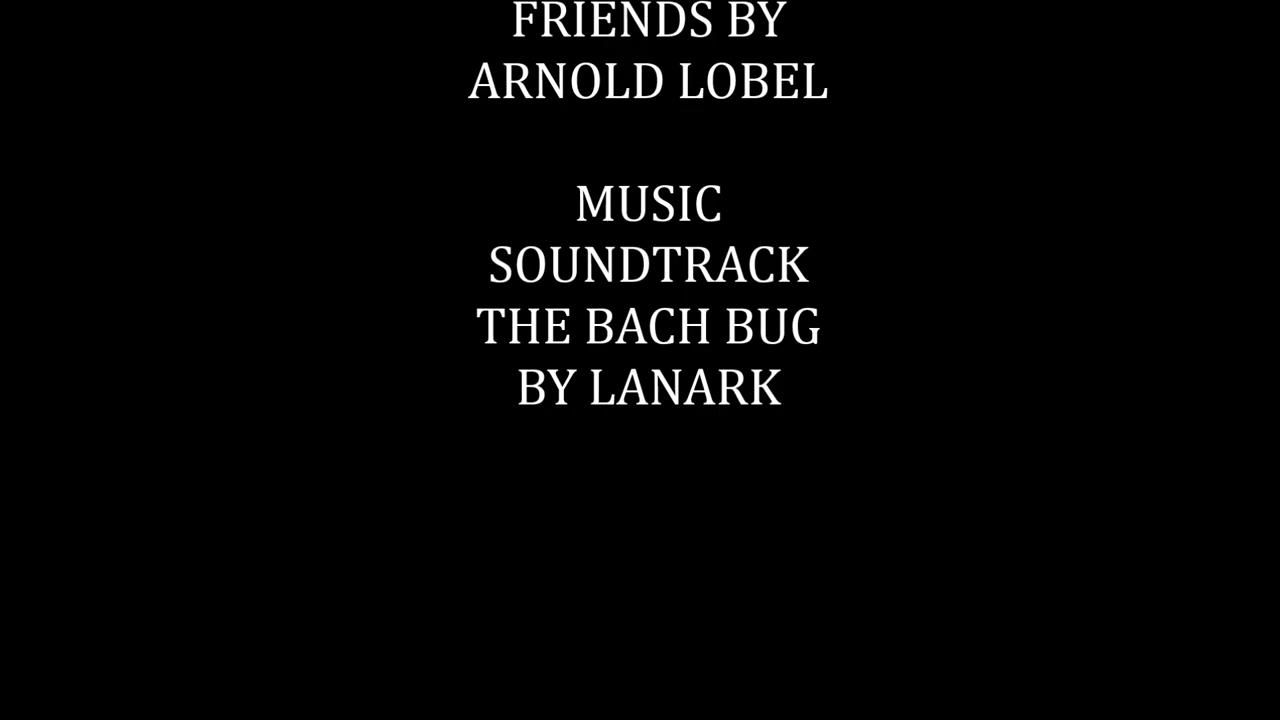 FRIENDS BY
ARNOLD LOBEL
MUSIC
SOUNDTRACK
THE BACH BUG
BY LANARK